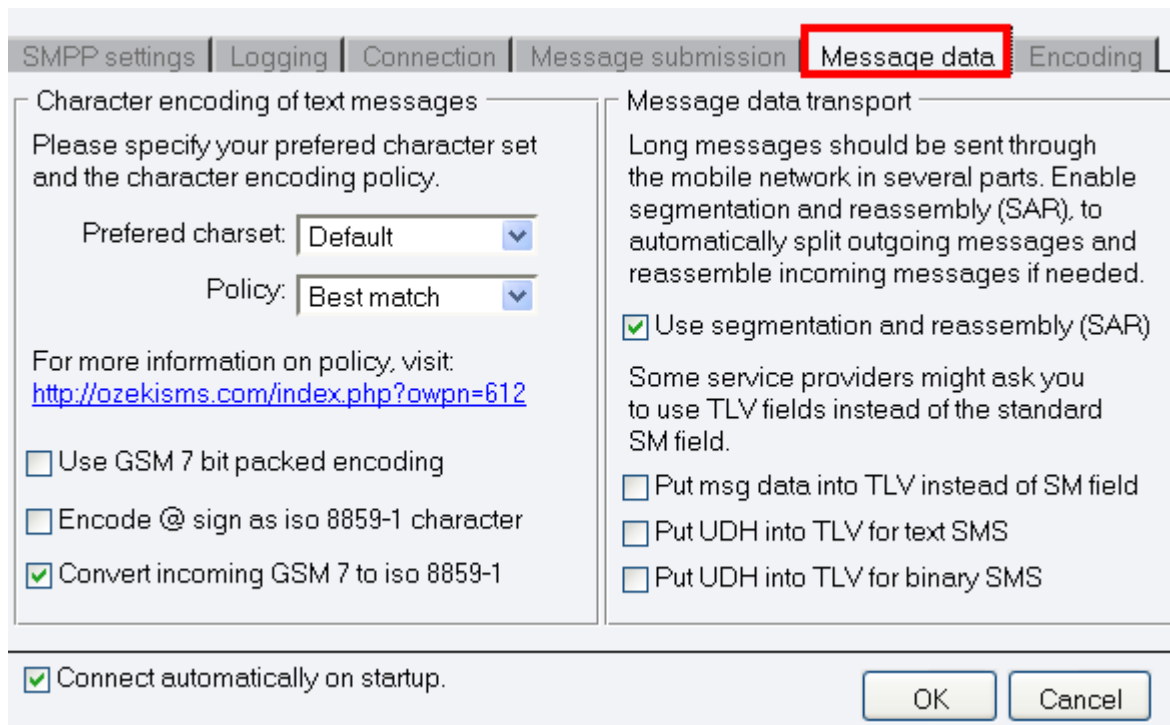 SMPP settings Logging Connection Message submission Message data Encoding
Character encoding of text messages
Please specify your prefered character set
and the character encoding policy.
Prefered charset: Default
Policy: Best match
For more information on policy, visit:
http://ozekisms.com/index.php?owpn=612
Use GSM 7 bit packed encoding
Encode @ sign as iso 8859-1 character
Convert incoming GSM 7 to iso 8859-1
Message data transport
Long messages should be sent through
the mobile network in several parts. Enable
segmentation and reassembly (SAR), to
automatically split outgoing messages and
reassemble incoming messages if needed.
Use segmentation and reassembly (SAR)
Some service providers might ask you
to use TLV fields instead of the standard
SM field.
Put msg data into TLV instead of SM field
Put UDH into TLV for text SMS
Put UDH into TLV for binary SMS
Connect automatically on startup.
OK Cancel